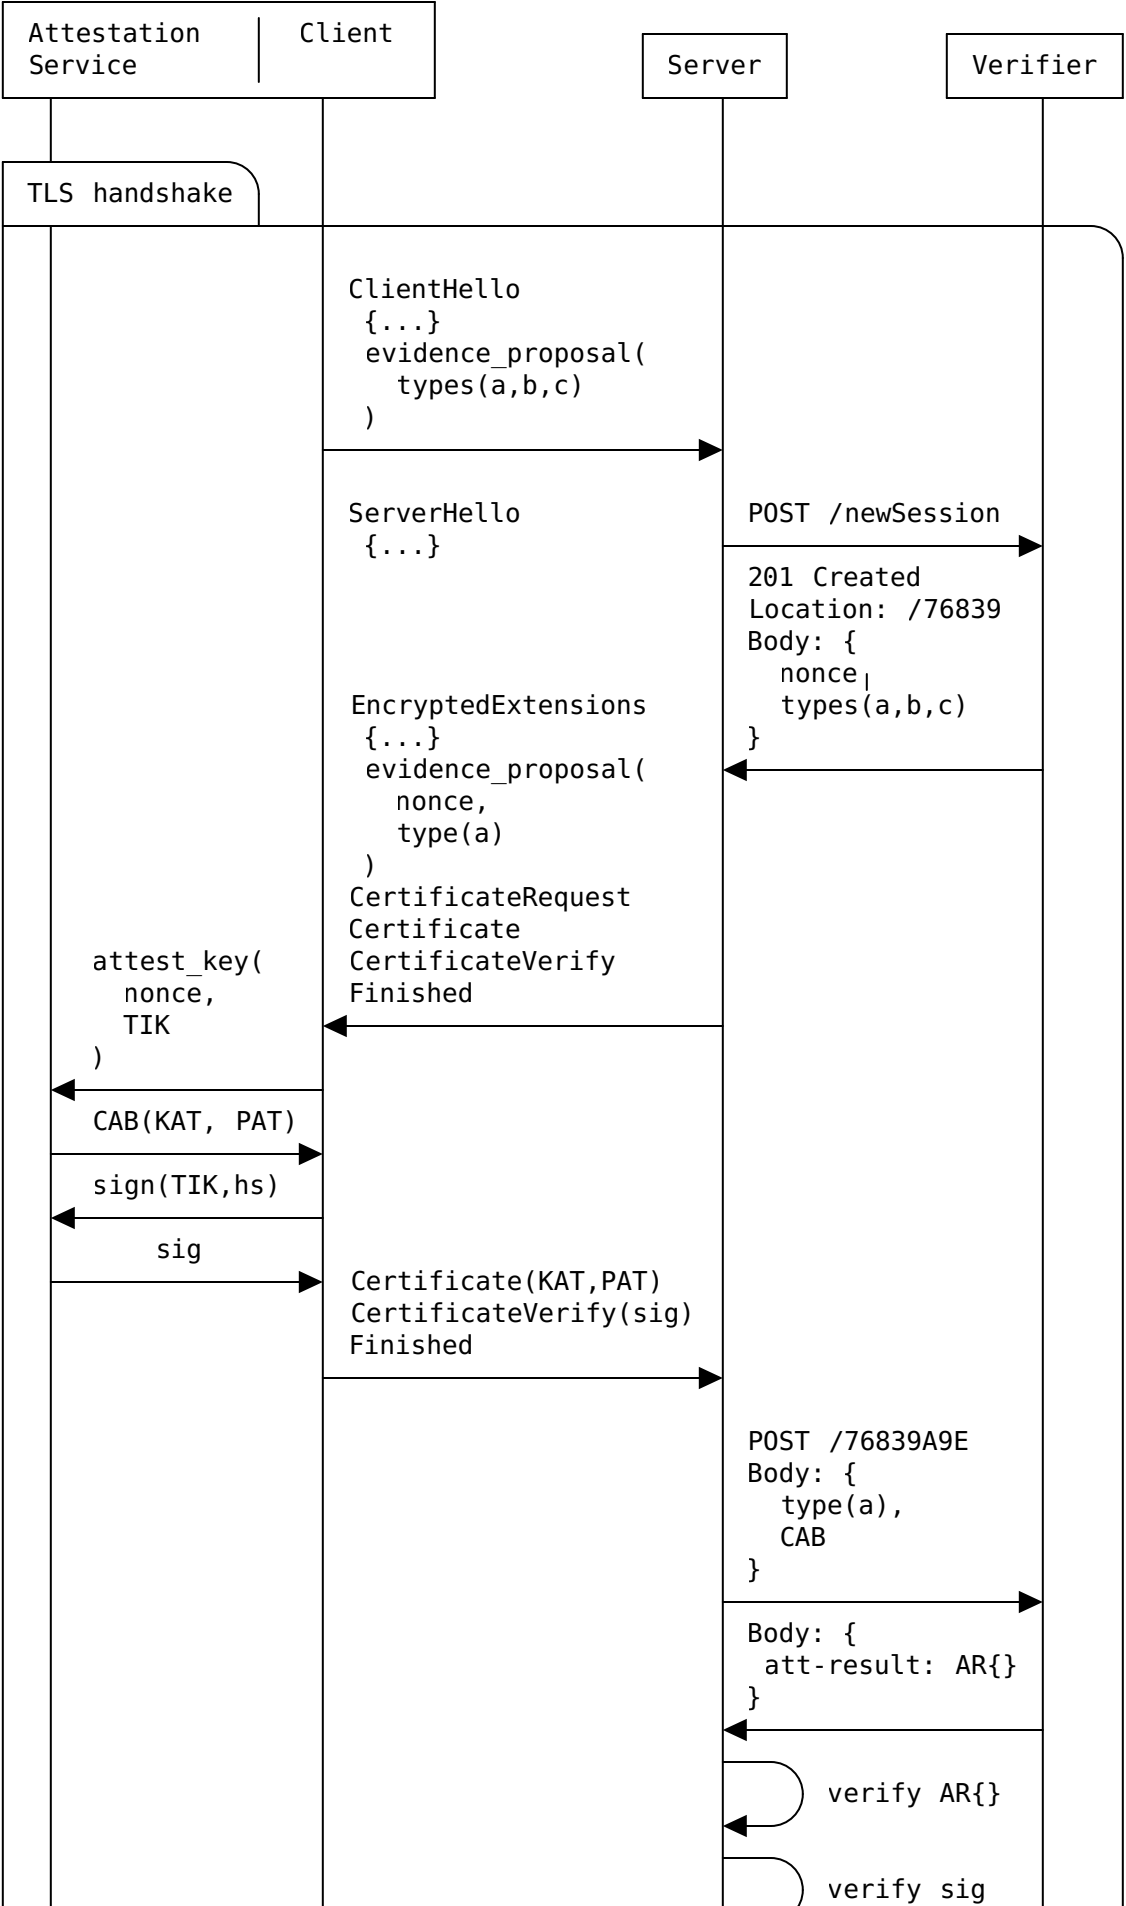 Attestation
Service
Client
Server
Verifier
TLS handshake
ClientHello
{...}
evidence_proposal(
types(a,b,c)
)
ServerHello
{...}
POST /newSession
201 Created
Location: /76839
Body: {
nonce,
types(a,b,c)
}
EncryptedExtensions
{...}
evidence_proposal(
nonce,
type(a)
)
CertificateRequest
Certificate
CertificateVerify
Finished
attest_key(
nonce,
TIK
)
CAB(KAT, PAT)
sign(TIK,hs)
sig
Certificate(KAT,PAT)
CertificateVerify(sig)
Finished
POST /76839A9E
Body: {
type(a),
CAB
}
Body: {
att-result: AR{}
}
verify AR{}
verify sig